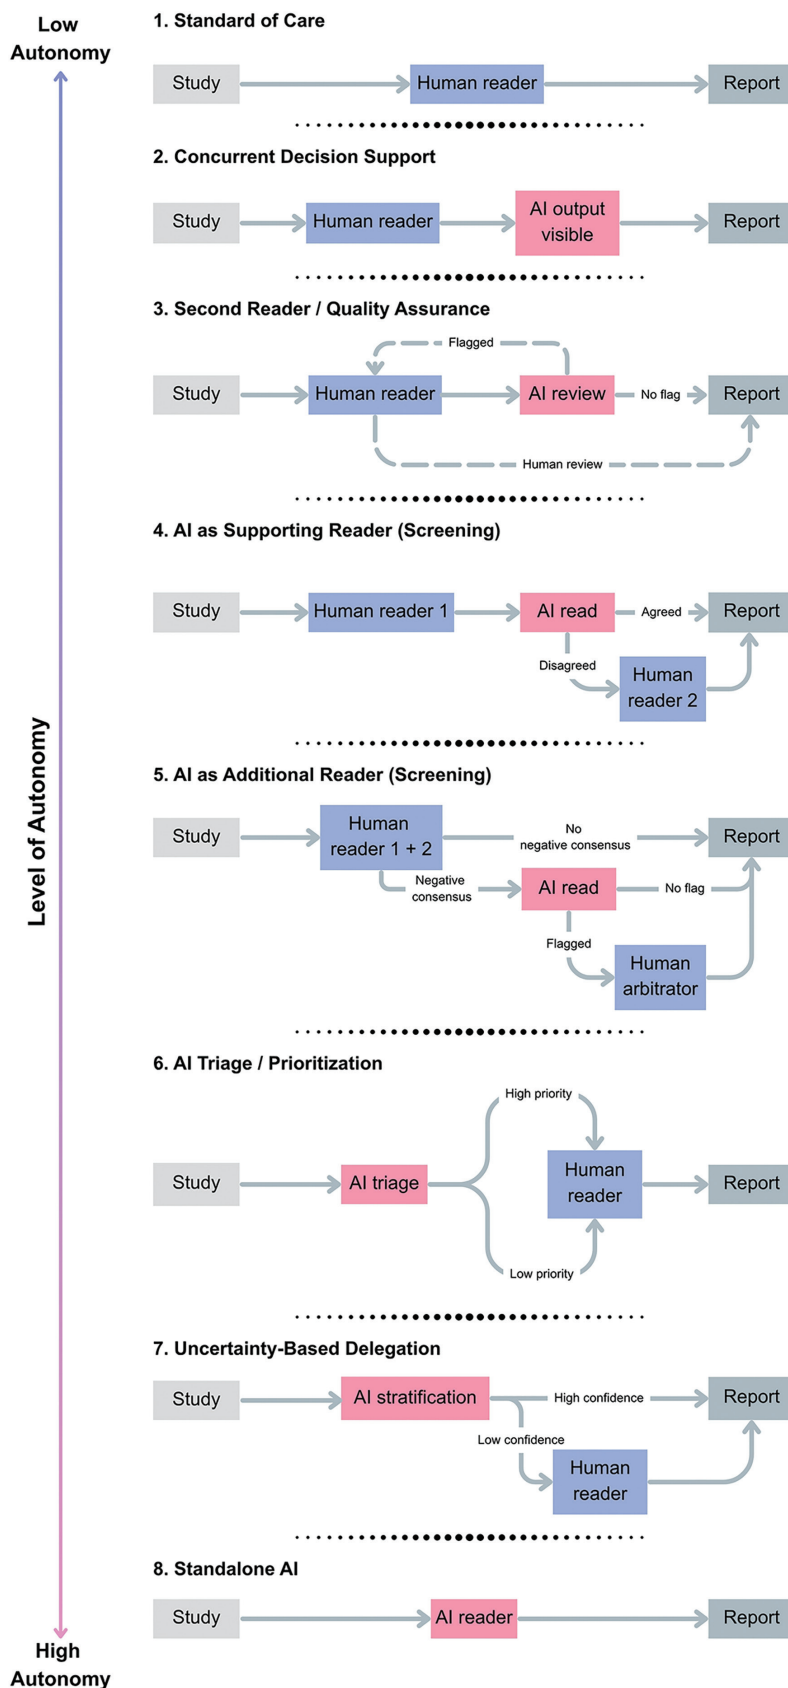 Low
Autonomy
1. Standard of Care
Study
Human reader
Report
2. Concurrent Decision Support
Study
Human reader
AI output
visible
Report
3. Second Reader / Quality Assurance
Flagged
Study
Human reader
AI review
No flag
Report
Human review
4. AI as Supporting Reader (Screening)
Study
Human reader 1
AI read
Agreed
Report
Disagreed
Human
reader 2
Level of Autonomy
5. AI as Additional Reader (Screening)
Study
Human
reader 1 + 2
No
negative consensus
Report
Negative
consensus
AI read
No flag
Flagged
Human
arbitrator
6. AI Triage / Prioritization
High priority
Study
AI triage
Human
reader
Report
Low priority
7. Uncertainty-Based Delegation
Study
AI stratification
High confidence
Report
Low confidence
Human
reader
8. Standalone AI
Study
AI reader
Report
High
Autonomy